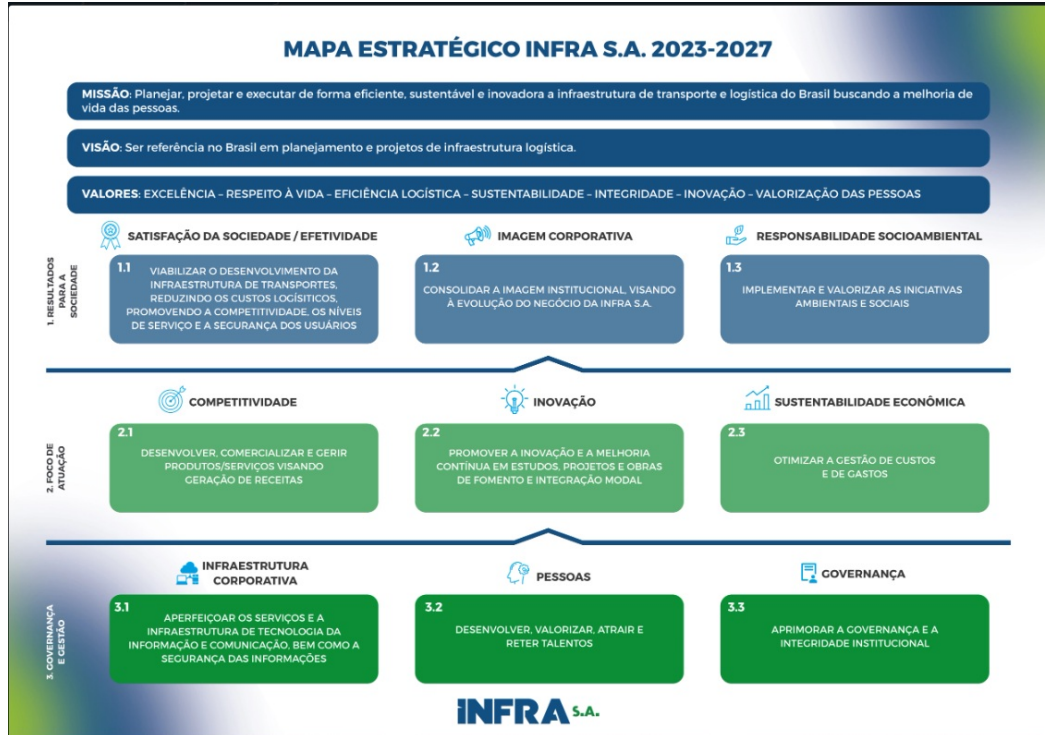 MAPA ESTRATÉGICO INFRA S.A. 2023-2027
MISSÃO: Planejar, projetar e executar de forma eficiente, sustentável e inovadora a infraestrutura de transporte e logística do Brasil buscando a melhoria de
vida das pessoas.
VISÃO: Ser referência no Brasil em planejamento e projetos de infraestrutura logística.
VALORES: EXCELÊNCIA – RESPEITO À VIDA – EFICIÊNCIA LOGÍSTICA – SUSTENTABILIDADE – INTEGRIDADE – INOVAÇÃO – VALORIZAÇÃO DAS PESSOAS
1. RESULTADOS
PARA A
SOCIEDADE
SATISFAÇÃO DA SOCIEDADE / EFETIVIDADE
1.1
VIABILIZAR O DESENVOLVIMENTO DA
INFRAESTRUTURA DE TRANSPORTES,
REDUZINDO OS CUSTOS LOGÍSITICOS,
PROMOVENDO A COMPETITIVIDADE, OS NÍVEIS
DE SERVIÇO E A SEGURANÇA DOS USUÁRIOS
IMAGEM CORPORATIVA
1.2
CONSOLIDAR A IMAGEM INSTITUCIONAL, VISANDO
À EVOLUÇÃO DO NEGÓCIO DA INFRA S.A.
RESPONSABILIDADE SOCIOAMBIENTAL
1.3
IMPLEMENTAR E VALORIZAR AS INICIATIVAS
AMBIENTAIS E SOCIAIS
2. FOCO DE
ATUAÇÃO
COMPETITIVIDADE
2.1
DESENVOLVER, COMERCIALIZAR E GERIR
PRODUTOS/SERVIÇOS VISANDO
GERAÇÃO DE RECEITAS
INOVAÇÃO
2.2
PROMOVER A INOVAÇÃO E A MELHORIA
CONTÍNUA EM ESTUDOS, PROJETOS E OBRAS
DE FOMENTO E INTEGRAÇÃO MODAL
SUSTENTABILIDADE ECONÔMICA
2.3
OTIMIZAR A GESTÃO DE CUSTOS
E DE GASTOS
3. GOVERNANÇA
E GESTÃO
INFRAESTRUTURA
CORPORATIVA
3.1
APERFEIÇOAR OS SERVIÇOS E A
INFRAESTRUTURA DE TECNOLOGIA DA
INFORMAÇÃO E COMUNICAÇÃO, BEM COMO A
SEGURANÇA DAS INFORMAÇÕES
PESSOAS
3.2
DESENVOLVER, VALORIZAR, ATRAIR E
RETER TALENTOS
GOVERNANÇA
3.3
APRIMORAR A GOVERNANÇA E A
INTEGRIDADE INSTITUCIONAL
INFRA S.A.